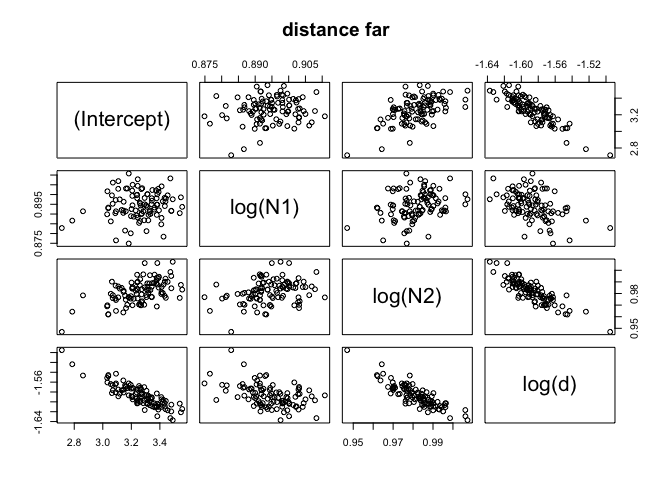 distance far
0.875 0.890 0.905
-1.64 -1.60 -1.56 -1.52
(Intercept)
2.8 3.2
0.875 0.895
log(N1)
log(N2)
0.95 0.98
-1.64 -1.56
log(d)
2.8 3.0 3.2 3.4
0.95 0.97 0.99